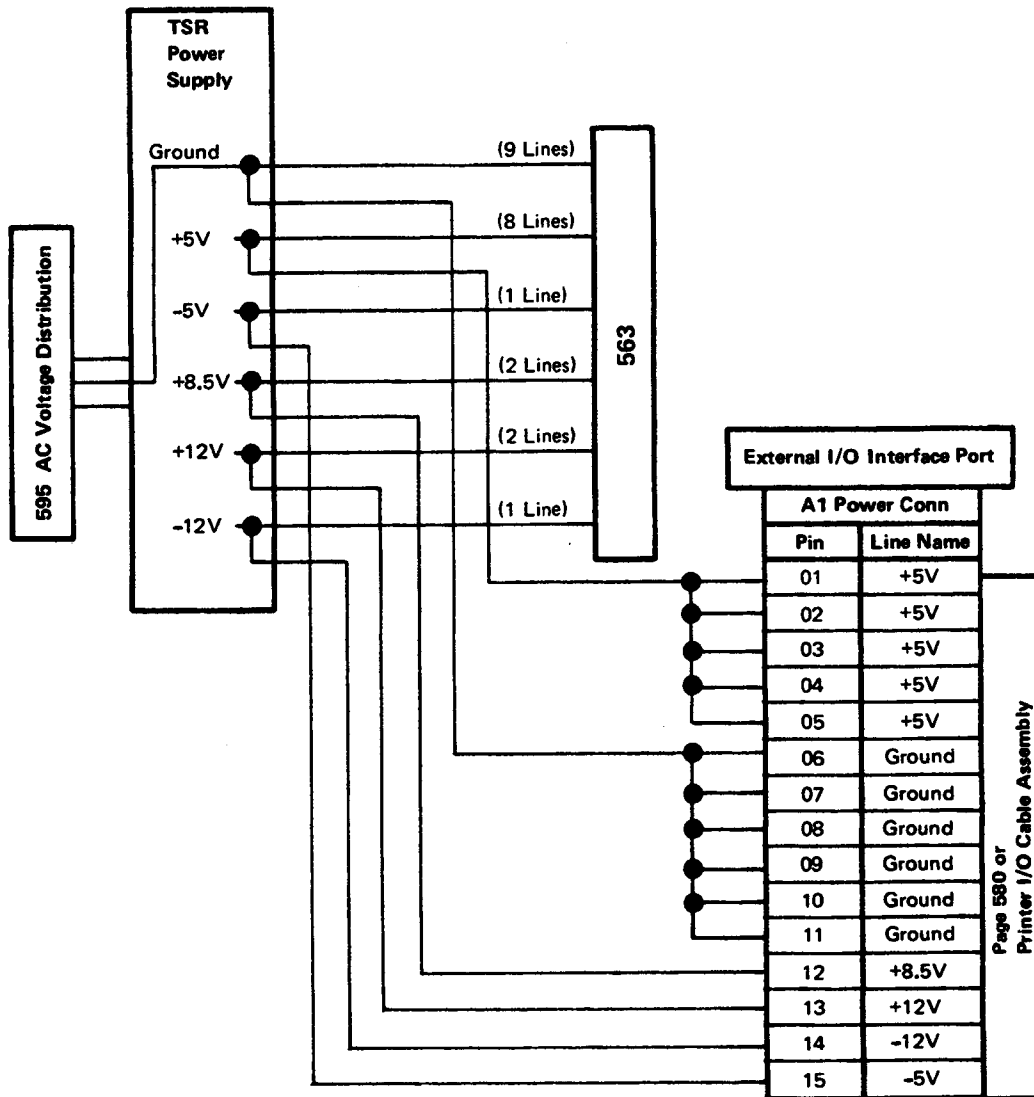 TSR
Power
Supply
Ground
+5V
-5V
+8.5V
+12V
-12V
595 AC Voltage Distribution
(9 Lines)
(8 Lines)
(1 Line)
(2 Lines)
(2 Lines)
(1 Line)
563
External I/O Interface Port
A1 Power Conn
Pin Line Name
01 +5V
02 +5V
03 +5V
04 +5V
05 +5V
06 Ground
07 Ground
08 Ground
09 Ground
10 Ground
11 Ground
12 +8.5V
13 +12V
14 -12V
15 -5V
Page 580 or
Printer I/O Cable Assembly